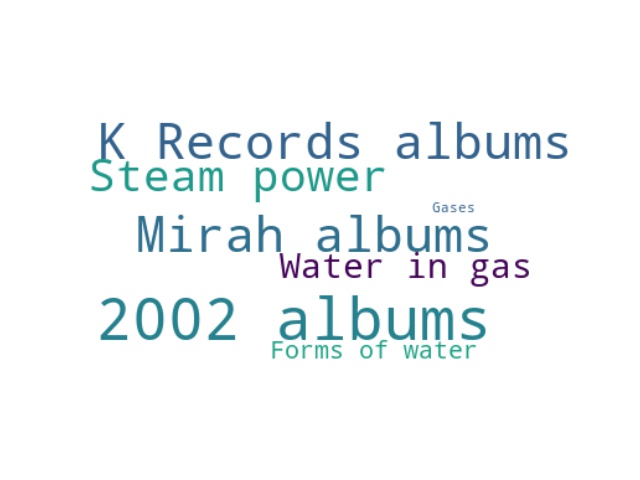 K Records albums
Steam power
Gases
Mirah albums
Water in gas
2002 albums
Forms of water